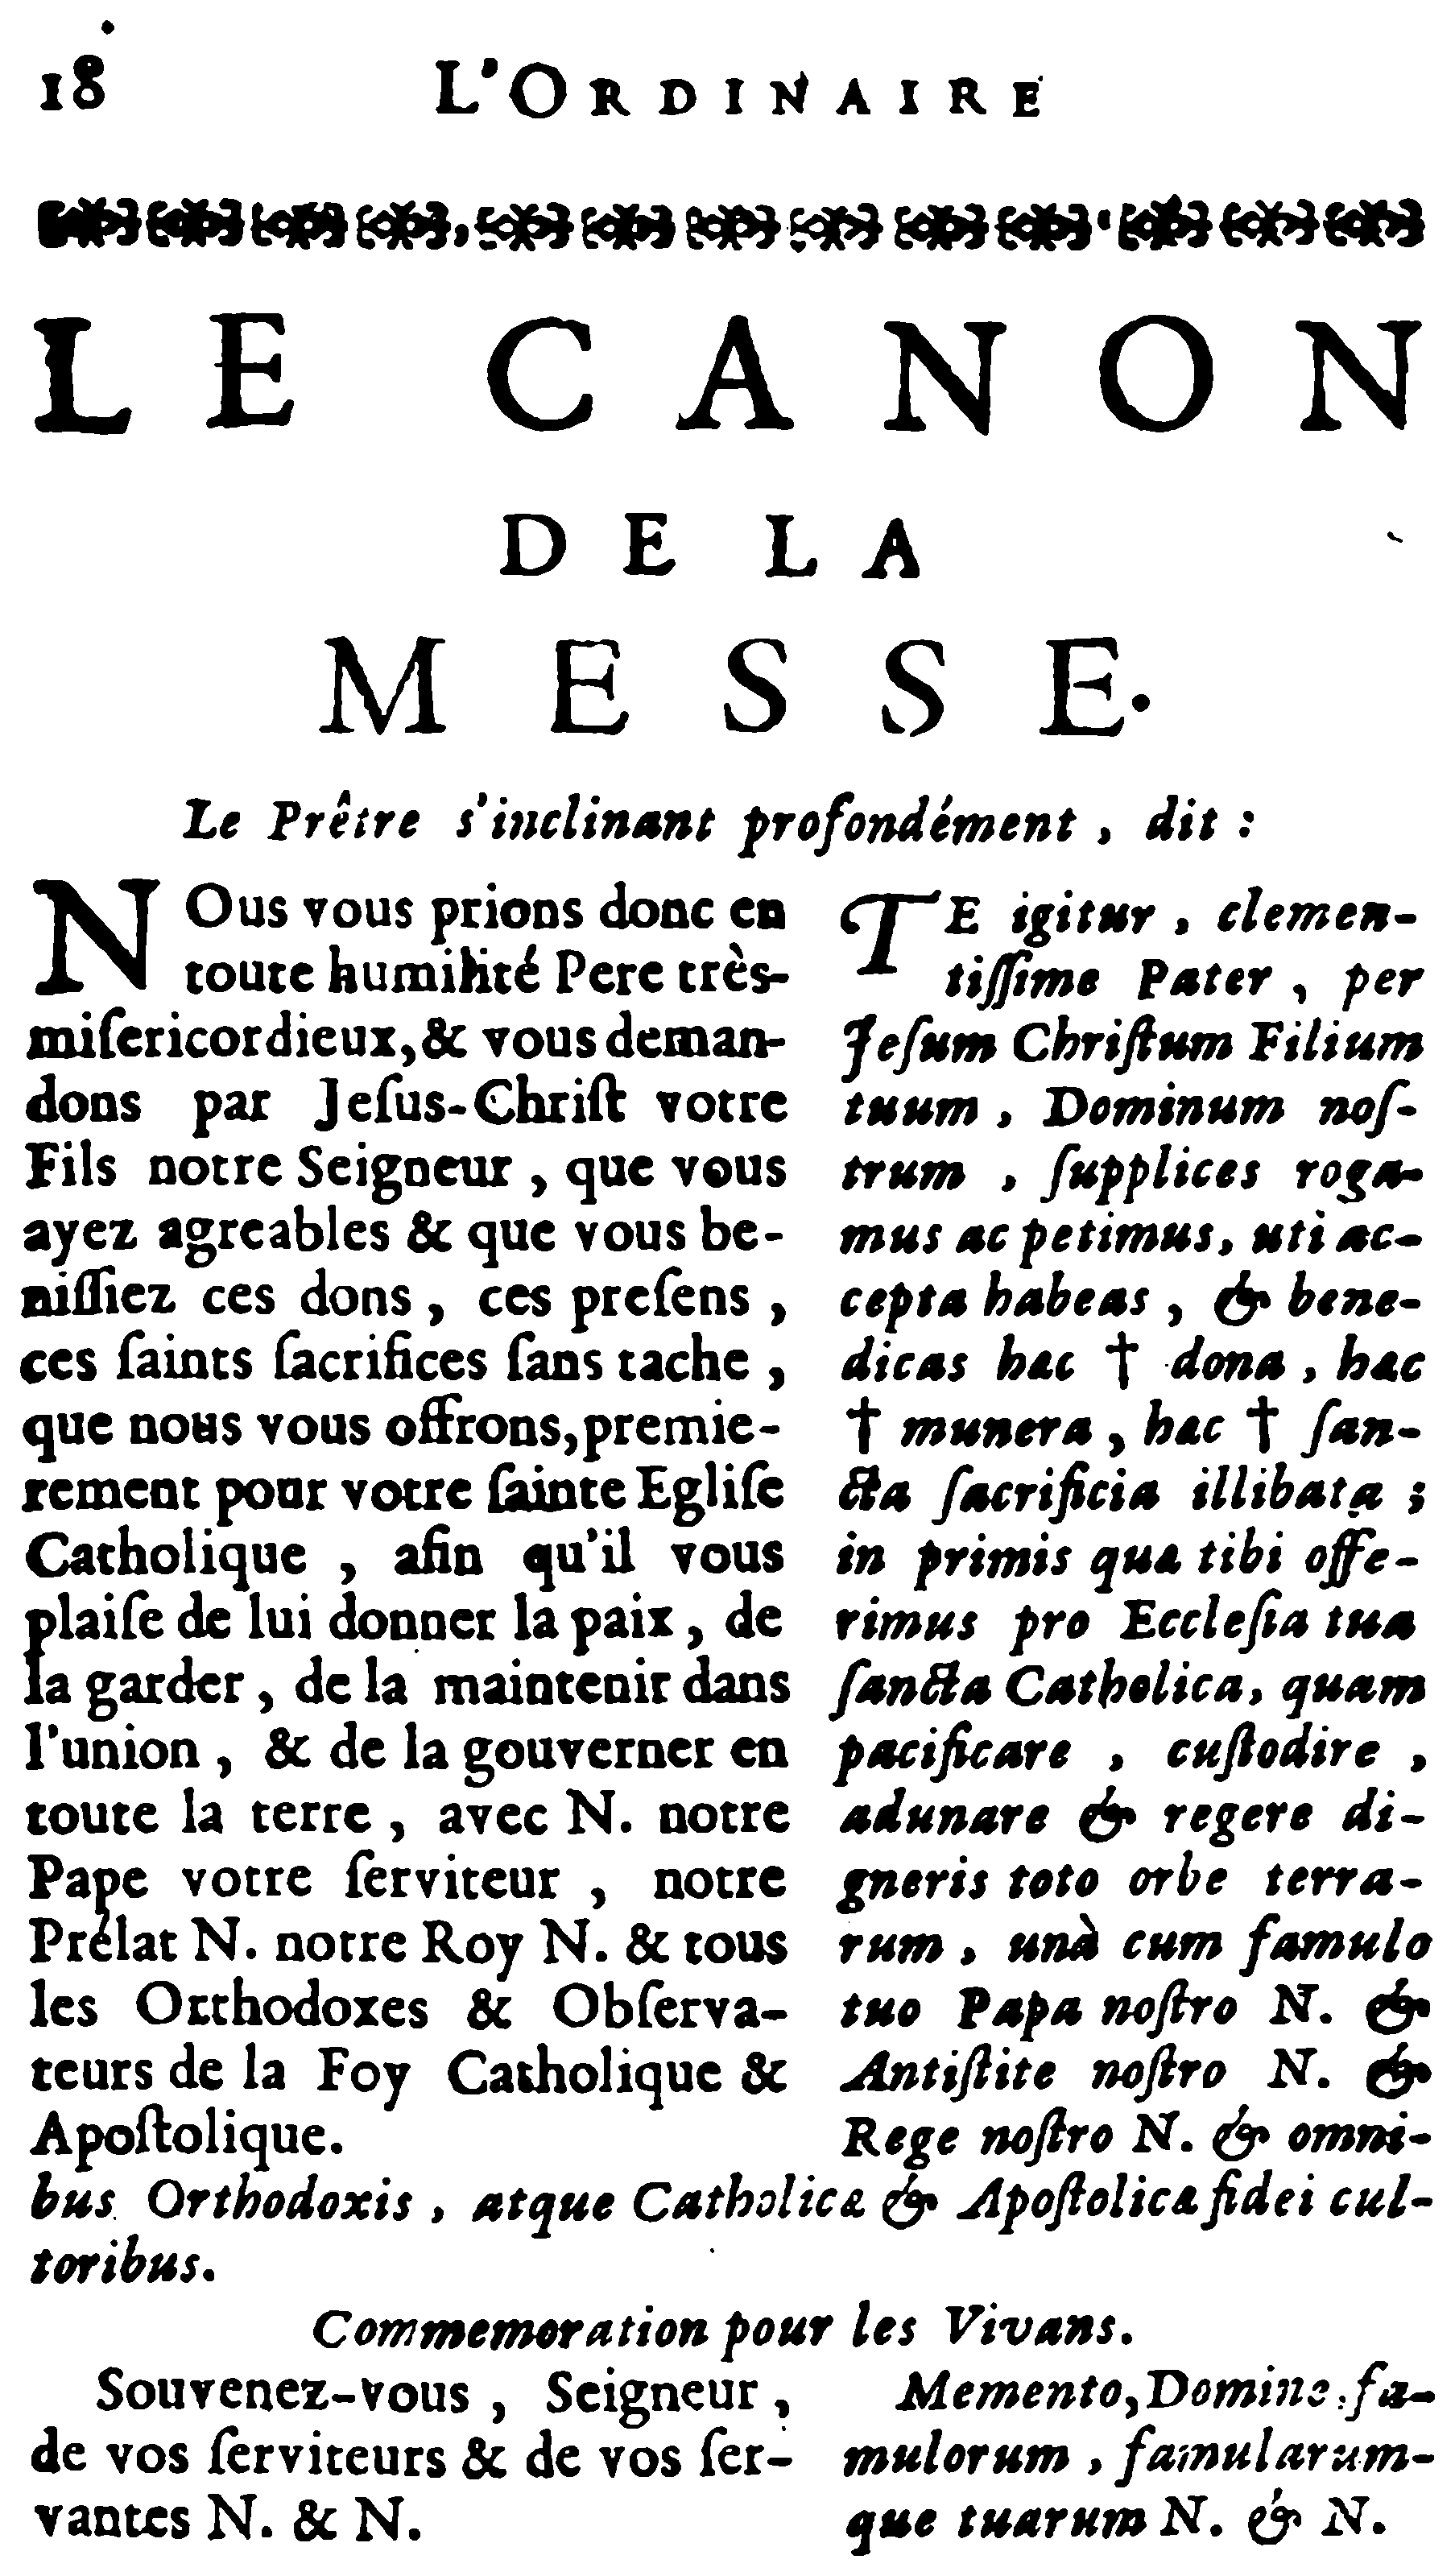 18 L'ORDINAIRE
LE CANON
DE LA
MESSE.
Le Prêtre s'inclinant profondément , dit :
NOus vous prions donc en
toute humilité Pere très-
miſericordieux, & vous deman-
dons par Jeſus-Chriſt votre
Fils notre Seigneur , que vous
ayez agreables & que vous be-
niſſiez ces dons , ces preſens ,
ces ſaints ſacrifices ſans tache ,
que nous vous offrons, premie-
rement pour votre ſainte Egliſe
Catholique , afin qu'il vous
plaiſe de lui donner la paix , de
la garder , de la maintenir dans
l'union , & de la gouverner en
toute la terre , avec N. notre
Pape votre ſerviteur , notre
Prélat N. notre Roy N. & tous
les Orthodoxes & Obſerva-
teurs de la Foy Catholique &
Apoſtolique.
TE igitur , clemen-
tiſſime Pater , per
Jeſum Chriſtum Filium
tuum , Dominum noſ-
trum , ſupplices roga-
mus ac petimus, uti ac-
cepta habeas , & bene-
dicas hæc † dona , hæc
† munera , hæc † ſan-
cta ſacrificia illibata ;
in primis quæ tibi offe-
rimus pro Eccleſia tua
ſancta Catholica, quam
pacificare , cuſtodire ,
adunare & regere di-
gneris toto orbe terra-
rum , unà cum famulo
tuo Papa noſtro N. &
Antiſtite noſtro N. &
Rege noſtro N. & omni-
bus Orthodoxis , atque Catholicæ & Apoſtolicæ fidei cul-
toribus.
Commemoration pour les Vivans.
Souvenez-vous , Seigneur ,
de vos ſerviteurs & de vos ſer-
vantes N. & N.
Memento, Domine, fa-
mulorum , famularum-
que tuarum N. & N.